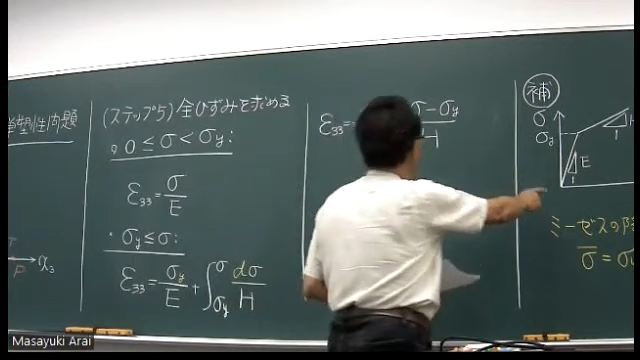 塑性問題
α₃
P
(ステップ5) 全ひずみを求める
0 ≤ σ < σy:
ε₃₃ = σ/E
・σy ≤ σ:
ε₃₃ = σy/E + ∫_{σy}^{σ} dσ/H
ε₃₃ =
σ-σy/H
補
σ
σy
E
1
1
ミーゼスの降
σ̄ = σy
Masayuki Arai